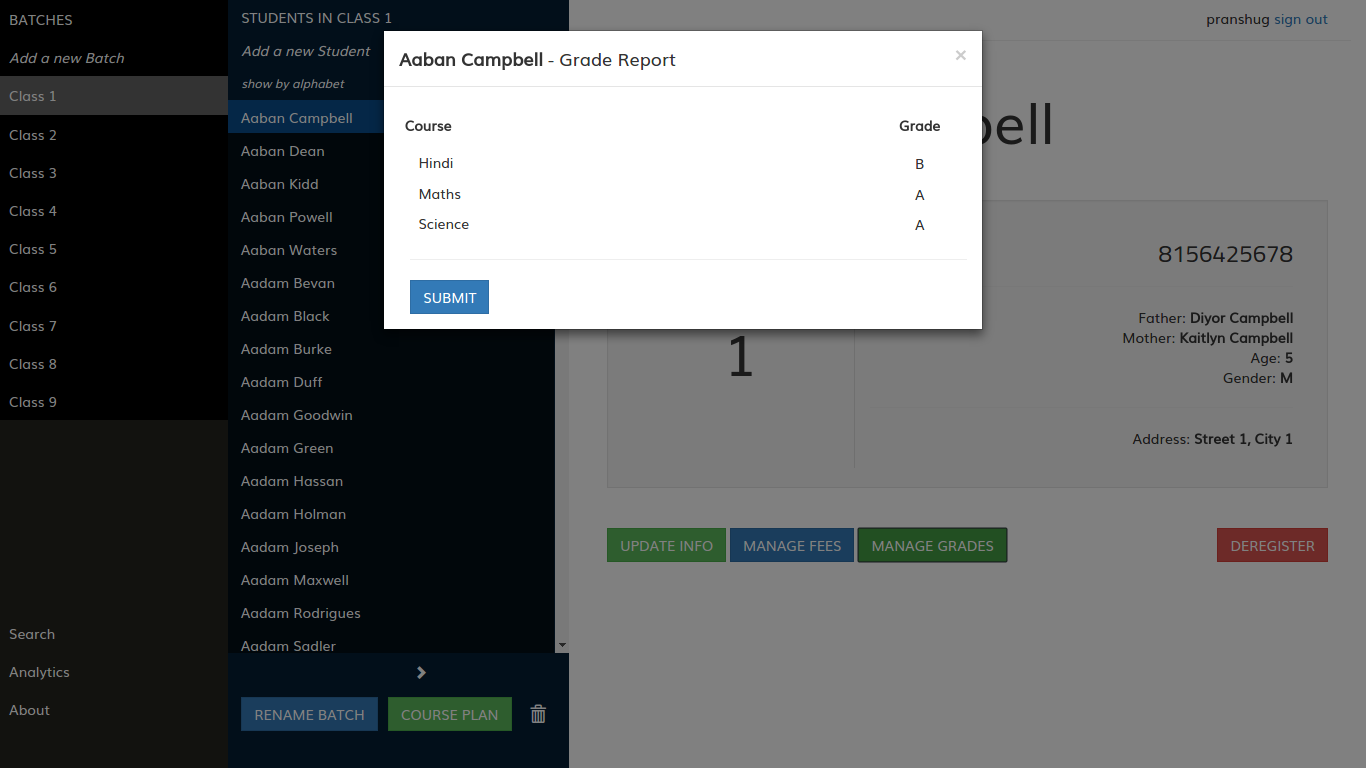 BATCHES
Add a new Batch
Class 1
Class 2
Class 3
Class 4
Class 5
Class 6
Class 7
Class 8
Class 9
Search
Analytics
About
STUDENTS IN CLASS 1
Add a new Student
show by alphabet
Aaban Campbell
Aaban Dean
Aaban Kidd
Aaban Powell
Aaban Waters
Aadam Bevan
Aadam Black
Aadam Burke
Aadam Duff
Aadam Goodwin
Aadam Green
Aadam Hassan
Aadam Holman
Aadam Joseph
Aadam Maxwell
Aadam Rodrigues
Aadam Sadler
RENAME BATCH COURSE PLAN
Aaban Campbell - Grade Report ×
Course Grade
Hindi B
Maths A
Science A
SUBMIT
pranshug sign out
bell
8156425678
1
Father: Diyor Campbell
Mother: Kaitlyn Campbell
Age: 5
Gender: M
Address: Street 1, City 1
UPDATE INFO MANAGE FEES MANAGE GRADES DEREGISTER